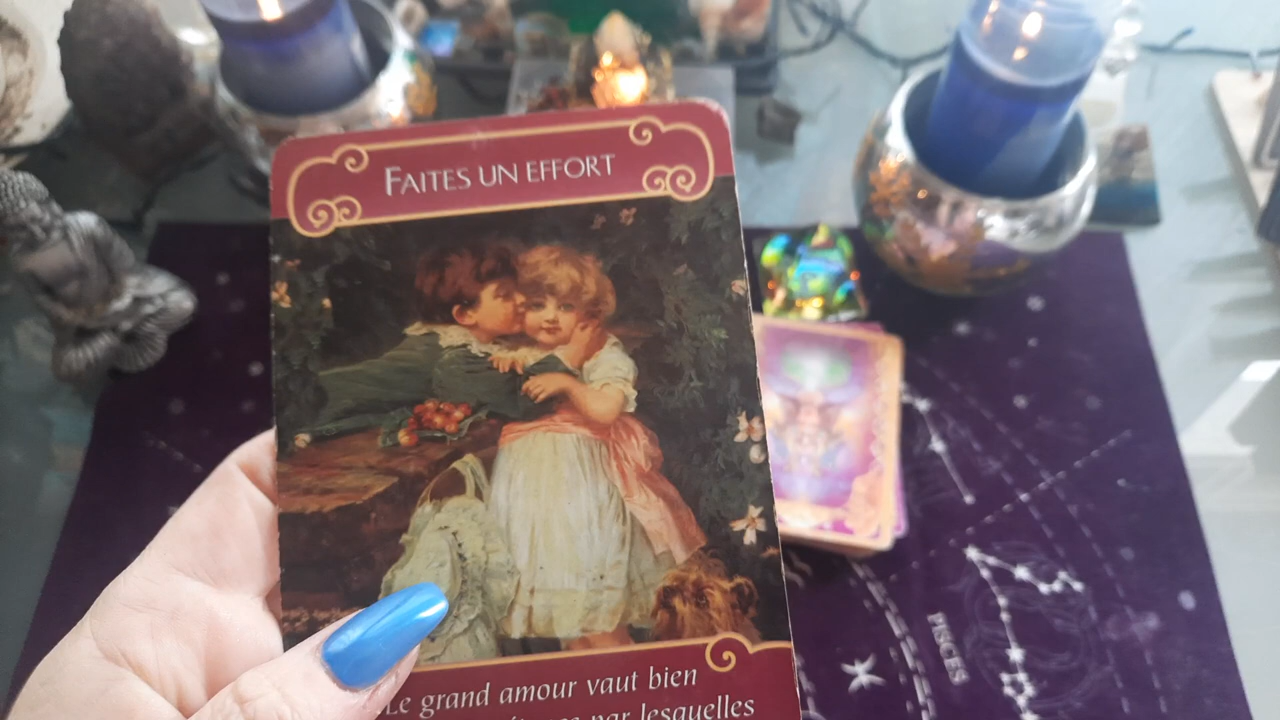 FAITES UN EFFORT
Le grand amour vaut bien
par lesquelles
PISCES